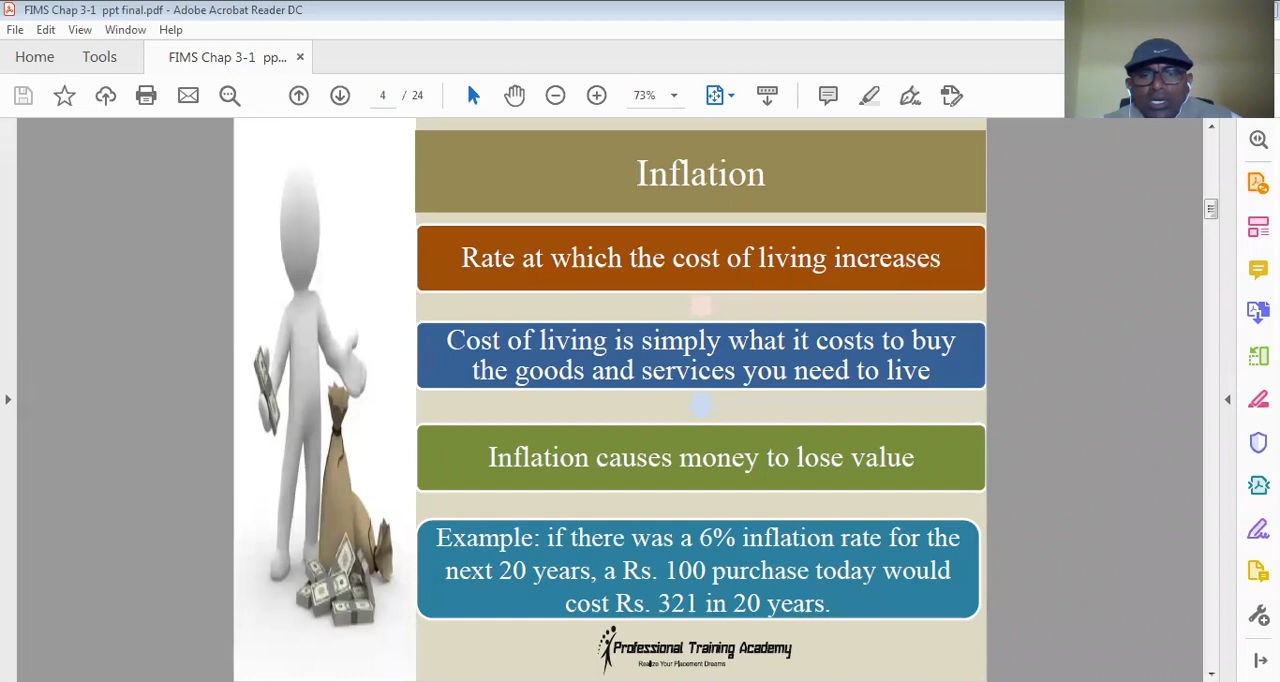 FIMS Chap 3-1 ppt final.pdf - Adobe Acrobat Reader DC
File Edit View Window Help
Home Tools FIMS Chap 3-1 pp... ×
4 / 24 73%
Inflation
Rate at which the cost of living increases
Cost of living is simply what it costs to buy
the goods and services you need to live
Inflation causes money to lose value
Example: if there was a 6% inflation rate for the
next 20 years, a Rs. 100 purchase today would
cost Rs. 321 in 20 years.
Professional Training Academy
Realize Your Placement Dreams